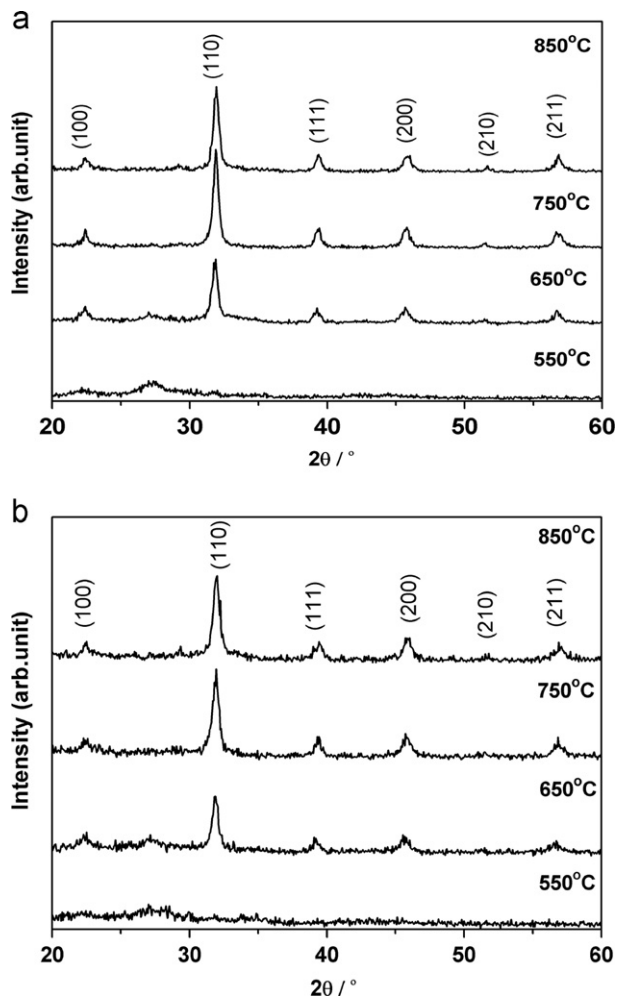 a
850°C
(100)
(110)
(111)
(200)
(210)
(211)
750°C
650°C
550°C
Intensity (arb.unit)
20 30 40 50 60
2θ / °
b
850°C
(100)
(110)
(111)
(200)
(210)
(211)
750°C
650°C
550°C
Intensity (arb.unit)
20 30 40 50 60
2θ / °